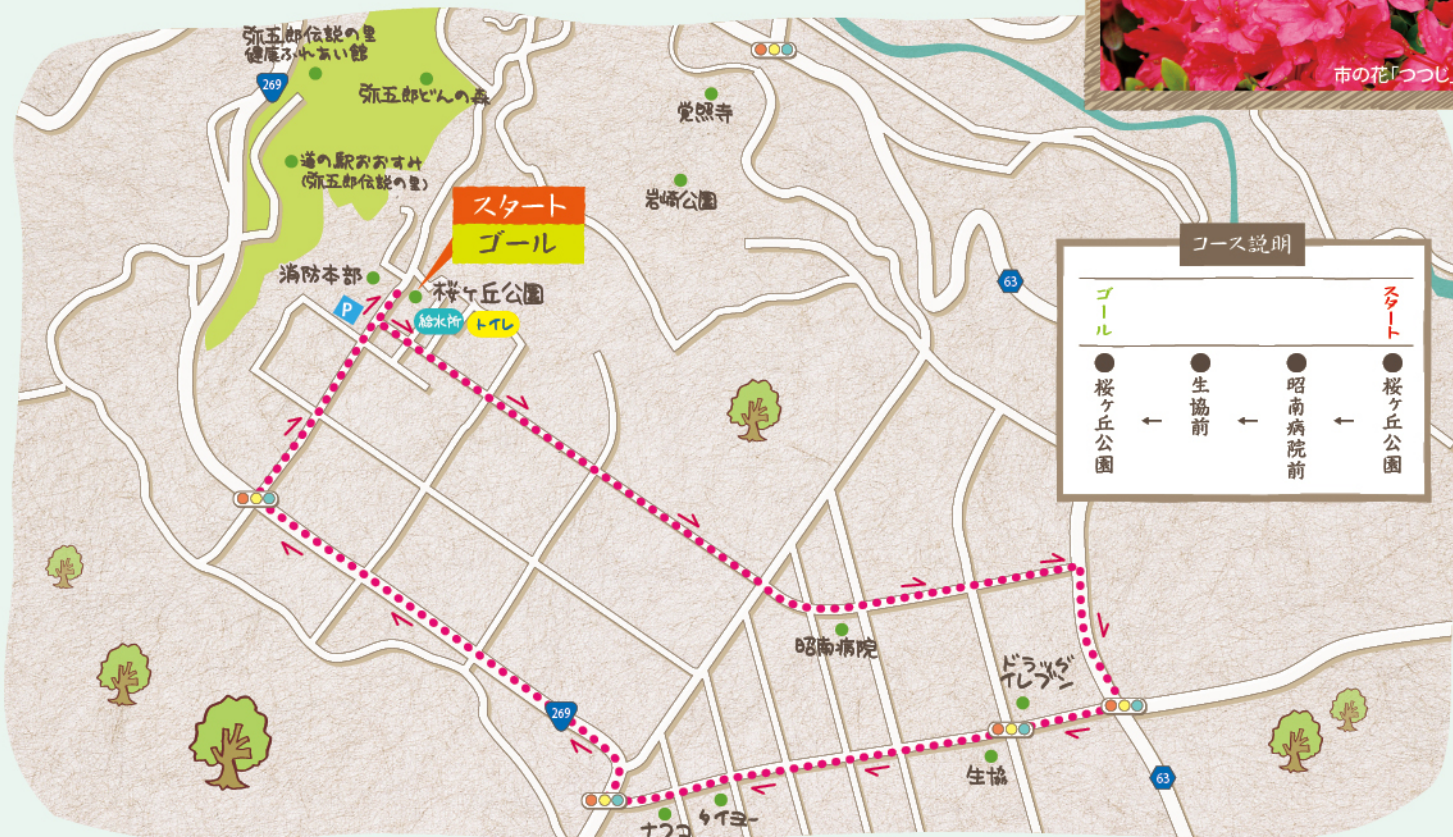 弥五郎伝説の里
健康ふれあい館
269
弥五郎どんの森
道の駅おおすみ
(弥五郎伝説の里)
覚照寺
岩崎公園
市の花「つつじ」
スタート
ゴール
消防本部
P
桜ヶ丘公園
給水所
トイレ
63
コース説明
スタート
桜ヶ丘公園
←
昭南病院前
←
生協前
←
ゴール
桜ヶ丘公園
昭南病院
ドラッグ
イレブン
269
生協
63
タイヨー
ナフコ